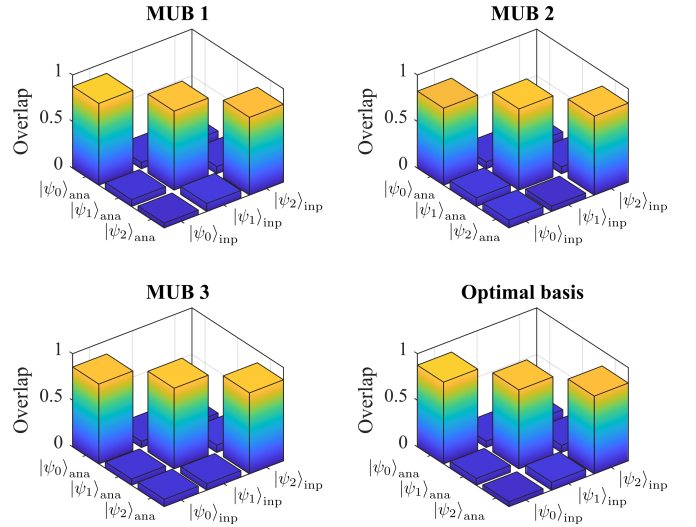 MUB 1
MUB 2
1
0.5
0
Overlap
|ψ0⟩ana
|ψ1⟩ana
|ψ2⟩ana
|ψ0⟩inp
|ψ1⟩inp
|ψ2⟩inp
1
0.5
0
Overlap
|ψ0⟩ana
|ψ1⟩ana
|ψ2⟩ana
|ψ0⟩inp
|ψ1⟩inp
|ψ2⟩inp
MUB 3
Optimal basis
1
0.5
0
Overlap
|ψ0⟩ana
|ψ1⟩ana
|ψ2⟩ana
|ψ0⟩inp
|ψ1⟩inp
|ψ2⟩inp
1
0.5
0
Overlap
|ψ0⟩ana
|ψ1⟩ana
|ψ2⟩ana
|ψ0⟩inp
|ψ1⟩inp
|ψ2⟩inp